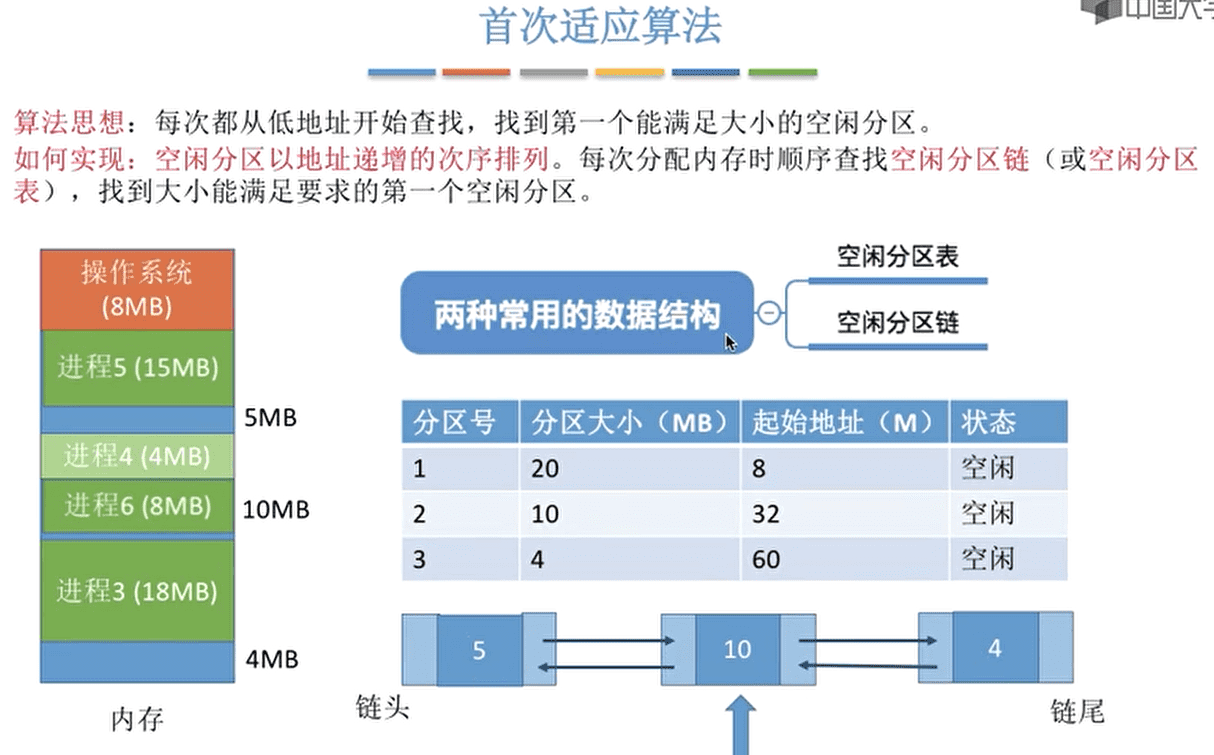 首次适应算法
中国大学
算法思想：每次都从低地址开始查找，找到第一个能满足大小的空闲分区。
如何实现：空闲分区以地址递增的次序排列。每次分配内存时顺序查找空闲分区链（或空闲分区
表），找到大小能满足要求的第一个空闲分区。
操作系统
(8MB)
进程5 (15MB)
5MB
进程4 (4MB)
进程6 (8MB)
10MB
进程3 (18MB)
4MB
内存
两种常用的数据结构
空闲分区表
空闲分区链
分区号 分区大小（MB） 起始地址（M） 状态
1 20 8 空闲
2 10 32 空闲
3 4 60 空闲
5 10 4
链头 链尾